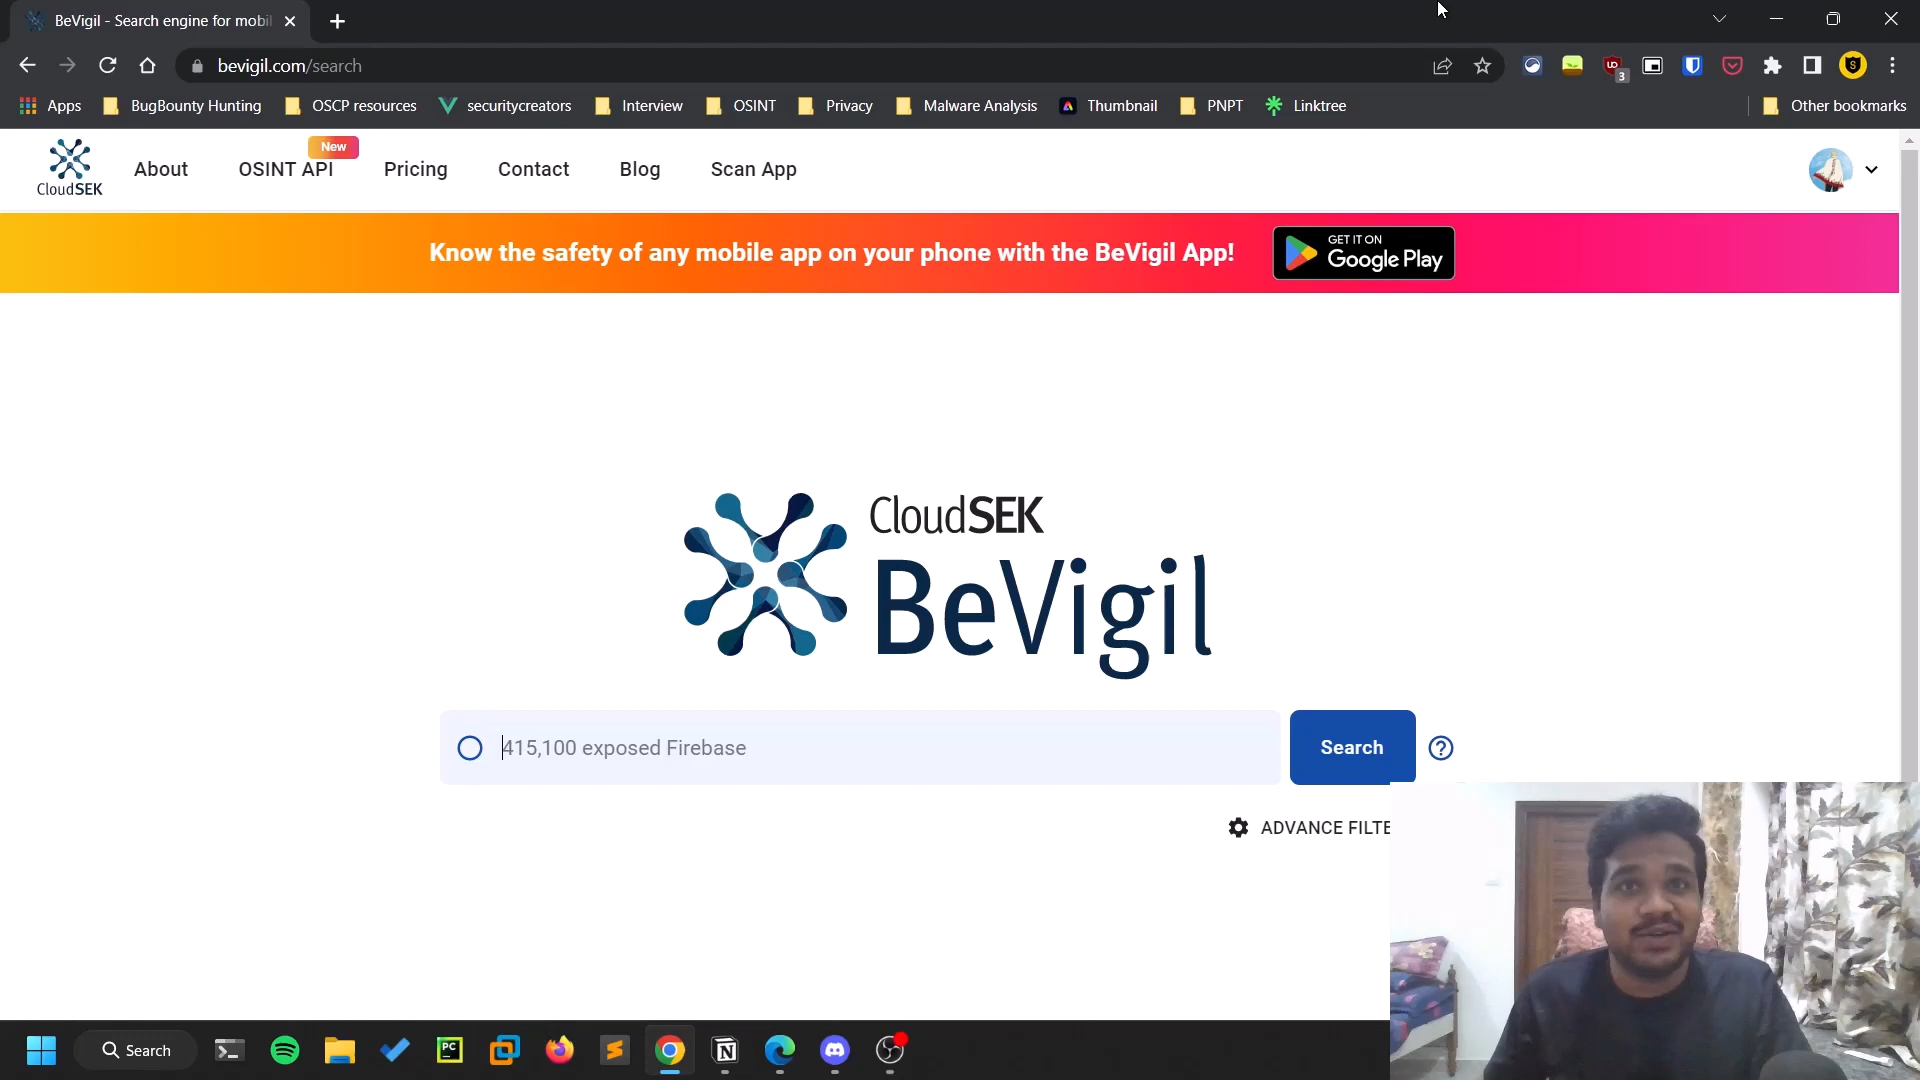 BeVigil - Search engine for mobil
bevigil.com/search
3
Apps
BugBounty Hunting
OSCP resources
securitycreators
Interview
OSINT
Privacy
Malware Analysis
Thumbnail
PNPT
Linktree
Other bookmarks
CloudSEK
About
OSINT API
New
Pricing
Contact
Blog
Scan App
Know the safety of any mobile app on your phone with the BeVigil App!
GET IT ON
Google Play
CloudSEK
BeVigil
415,100 exposed Firebase
Search
ADVANCE FILTE
Search
PC